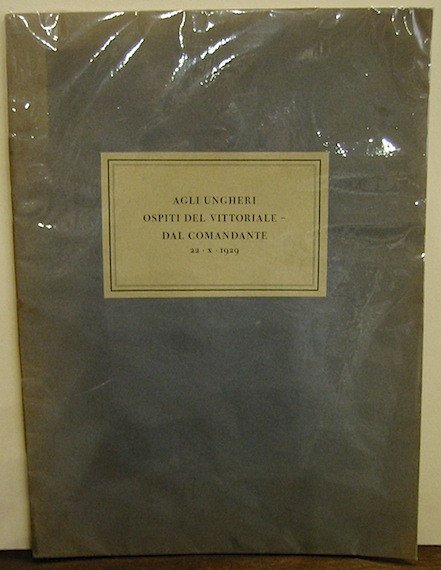 AGLI UNGHERI
OSPITI DEL VITTORIALE –
DAL COMANDANTE
22 · X · 1929